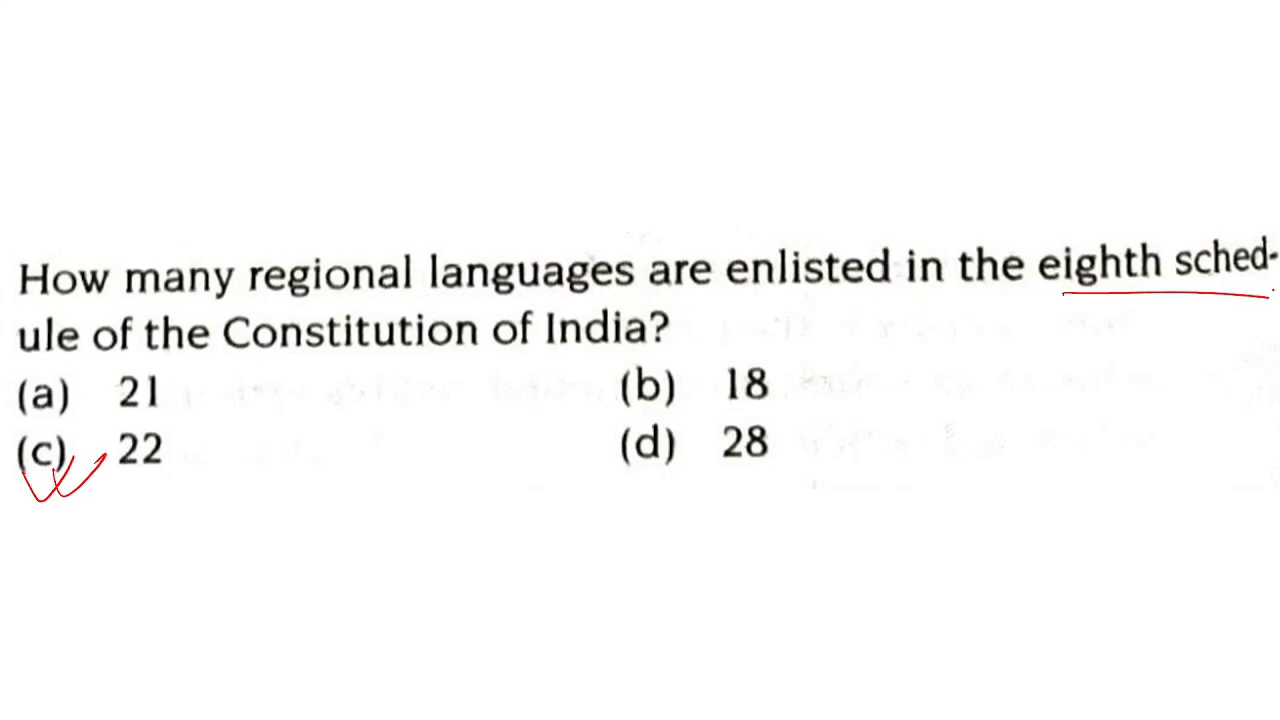 How many regional languages are enlisted in the eighth sched-
ule of the Constitution of India?
(a) 21 (b) 18
(c) 22 (d) 28